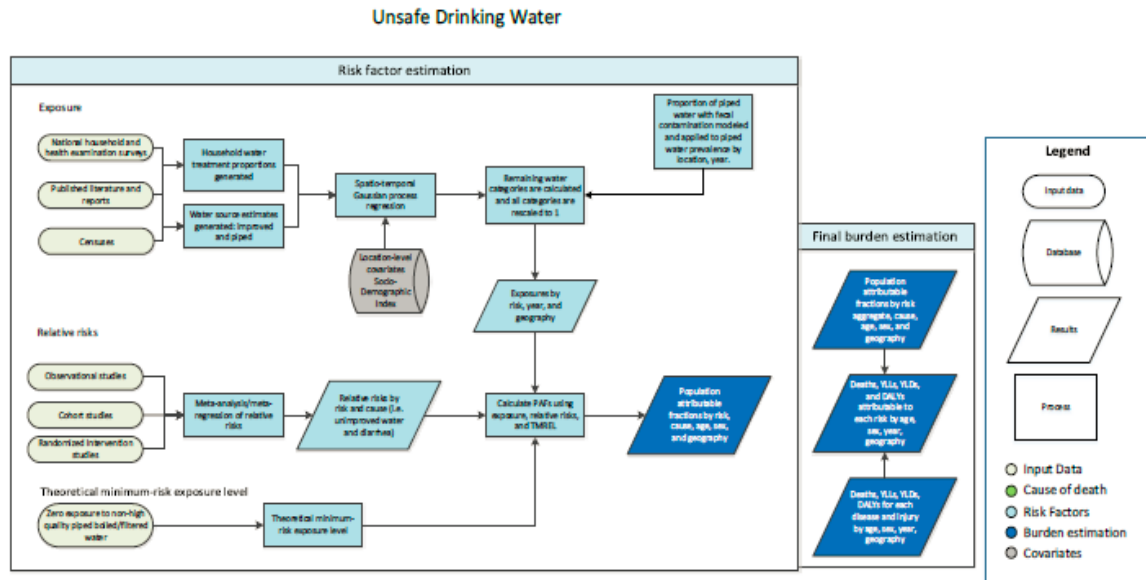 Unsafe Drinking Water
Risk factor estimation
Exposure
National household and
health examination surveys
Published literature and
reports
Censuses
Household water
treatment proportions
generated
Water source estimates
generated: improved
and piped
Spatio-temporal
Gaussian process
regression
Location-level
covariates
Socio-
Demographic
Index
Remaining water
categories are calculated
and all categories are
rescaled to 1
Proportion of piped
water with fecal
contamination modeled
and applied to piped
water prevalence by
location, year.
Exposures by
risk, year, and
geography
Relative risks
Observational studies
Cohort studies
Randomized intervention
studies
Meta-analysis/meta-
regression of relative
risks
Relative risks by
risk and cause (i.e.
unimproved water
and diarrhea)
Calculate PAFs using
exposure, relative risks,
and TMREL
Population
attributable
fractions by risk,
cause, age, sex,
and geography
Theoretical minimum-risk exposure level
Zero exposure to non-high
quality piped boiled/filtered
water
Theoretical minimum-
risk exposure level
Final burden estimation
Population
attributable
fractions by risk
aggregate, cause,
age, sex, and
geography
Deaths, YLLs, YLDs,
and DALYs
attributable to
each risk by age,
sex, year,
geography
Deaths, YLLs, YLDs,
DALYs for each
disease and injury
by age, sex, year,
geography
Legend
Input data
Database
Results
Process
Input Data
Cause of death
Risk Factors
Burden estimation
Covariates